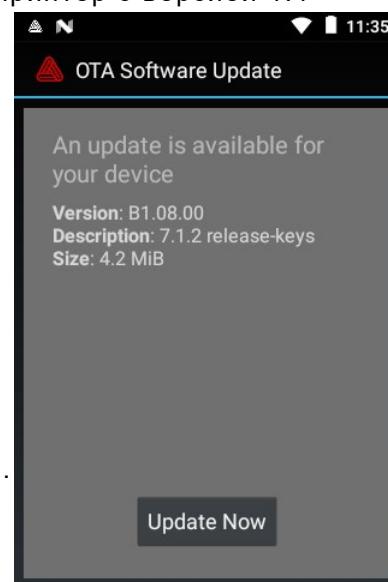 11:35
OTA Software Update
An update is available for
your device
Version: B1.08.00
Description: 7.1.2 release-keys
Size: 4.2 MiB
.
Update Now